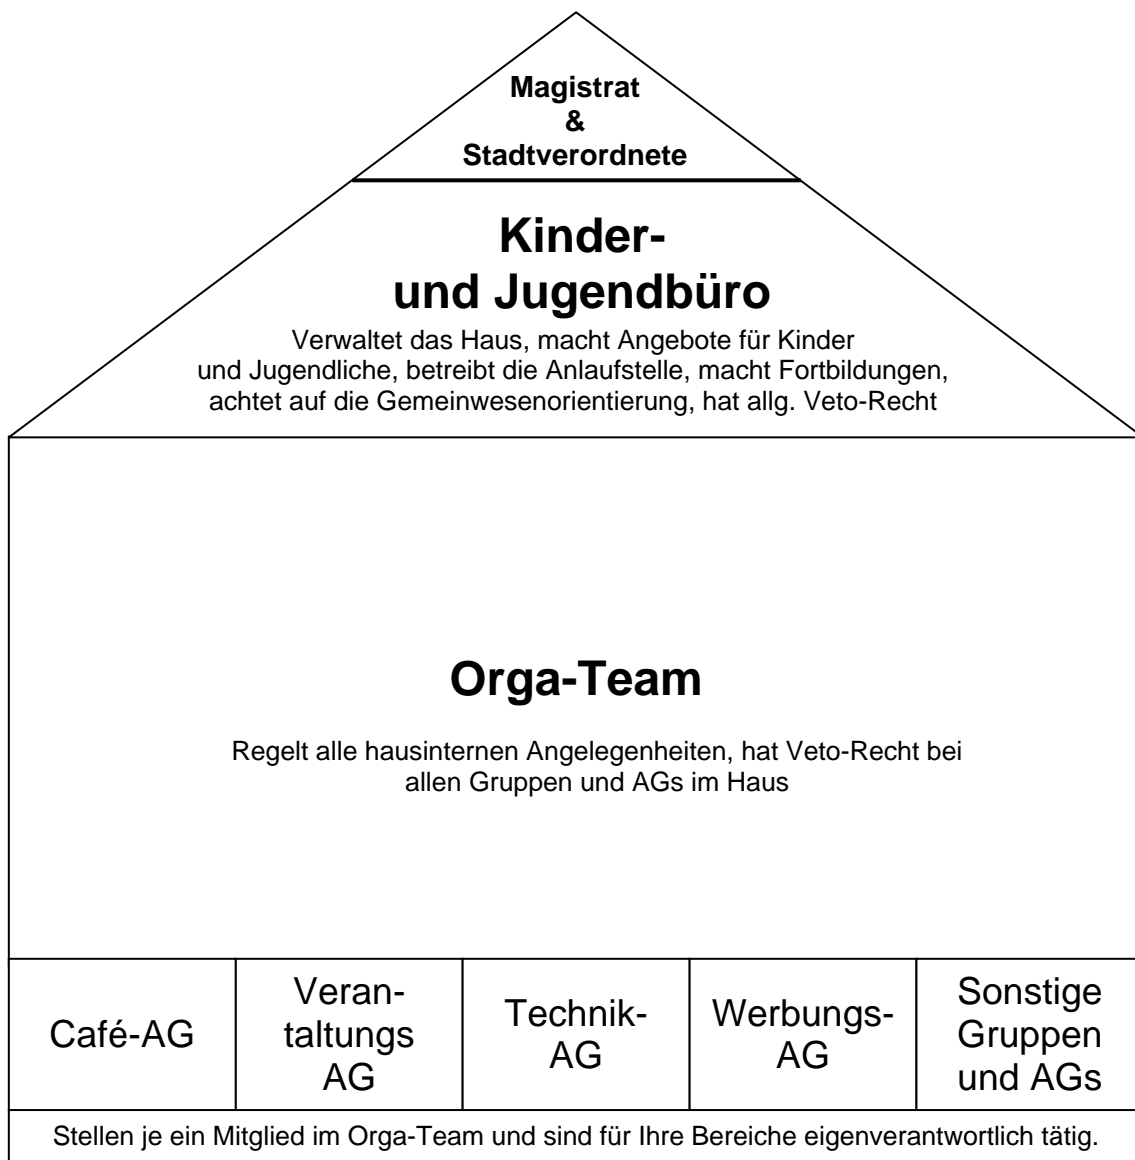 Magistrat
&
Stadtverordnete
Kinder-
und Jugendbüro
Verwaltet das Haus, macht Angebote für Kinder
und Jugendliche, betreibt die Anlaufstelle, macht Fortbildungen,
achtet auf die Gemeinwesenorientierung, hat allg. Veto-Recht
Orga-Team
Regelt alle hausinternen Angelegenheiten, hat Veto-Recht bei
allen Gruppen und AGs im Haus
Café-AG
Veran-
taltungs
AG
Technik-
AG
Werbungs-
AG
Sonstige
Gruppen
und AGs
Stellen je ein Mitglied im Orga-Team und sind für Ihre Bereiche eigenverantwortlich tätig.